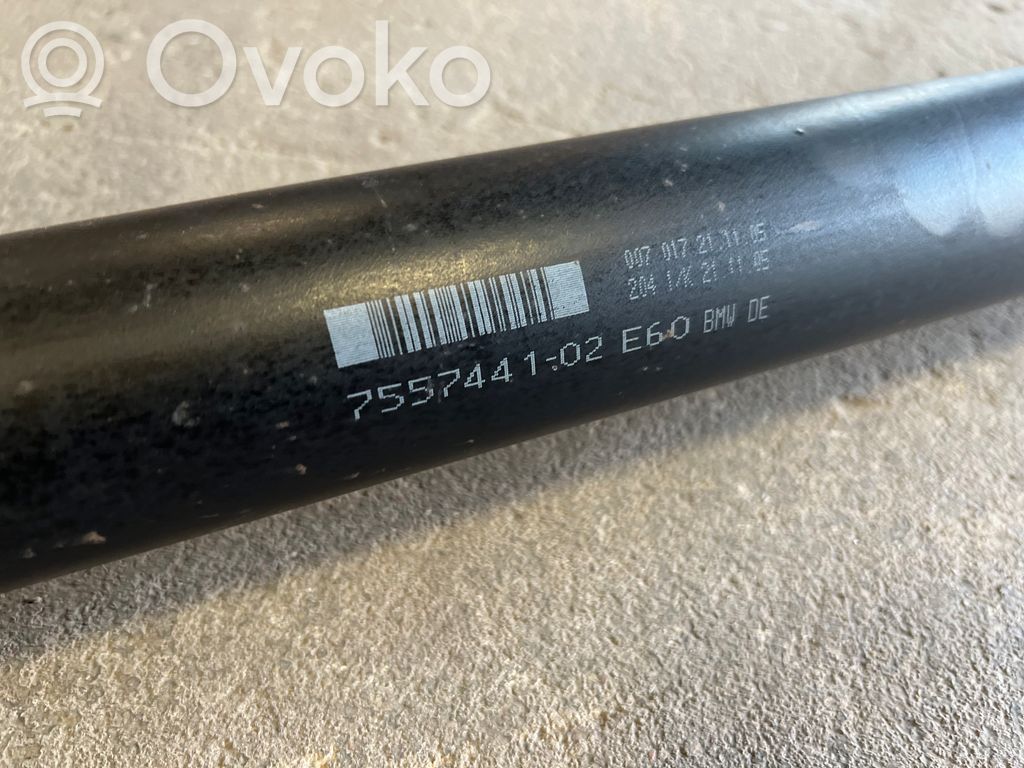 Ovoko
007 017 21.11.05
204 1/K 21 11 05
7557441:02 E60 BMW DE